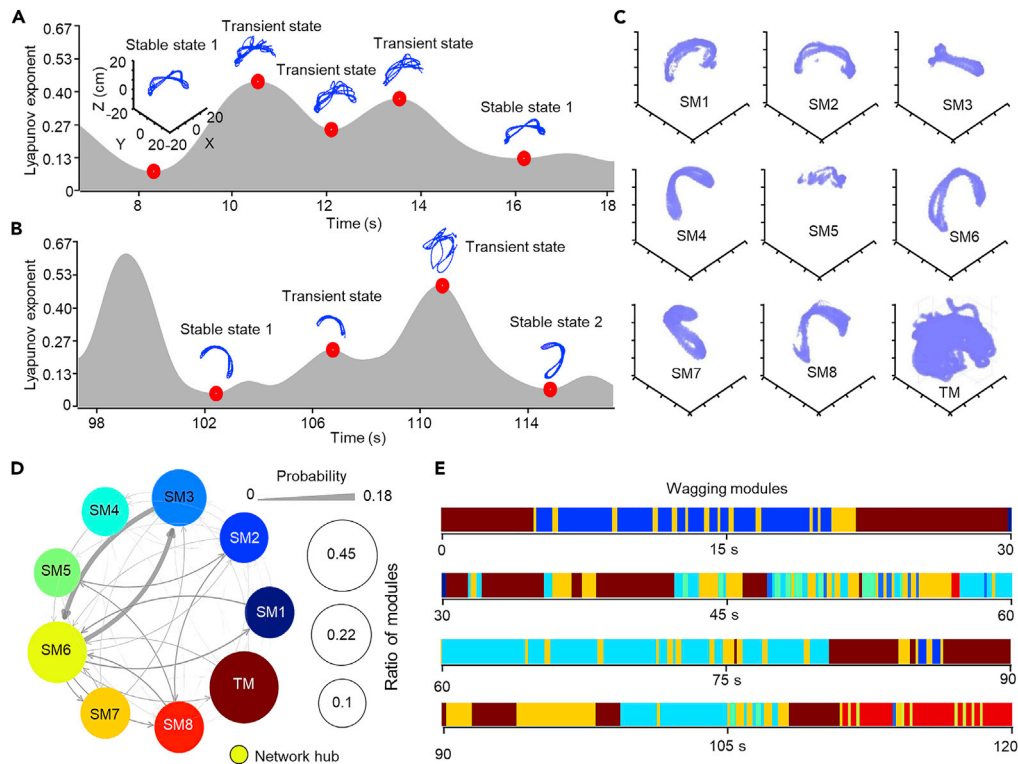 A
Lyapunov exponent
0.67
0.53
0.40
0.27
0.13
0
Stable state 1
Z (cm)
20
0
-20
Y
0
20
-20
0
20
X
Transient state
Transient state
Transient state
Stable state 1
8
10
12
14
16
18
Time (s)
B
Lyapunov exponent
0.67
0.53
0.40
0.27
0.13
0
Stable state 1
Transient state
Transient state
Stable state 2
98
102
106
110
114
Time (s)
C
SM1
SM2
SM3
SM4
SM5
SM6
SM7
SM8
TM
D
SM3
SM4
SM2
SM5
SM1
SM6
TM
SM7
SM8
Network hub
Probability
0
0.18
0.45
0.22
0.1
Ratio of modules
E
Wagging modules
0
15 s
30
30
45
60
60
75 s
90
90
105 s
120